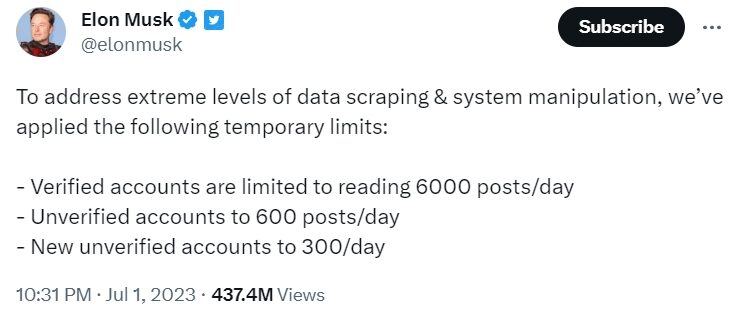 Elon Musk
@elonmusk
Subscribe
To address extreme levels of data scraping & system manipulation, we’ve
applied the following temporary limits:
- Verified accounts are limited to reading 6000 posts/day
- Unverified accounts to 600 posts/day
- New unverified accounts to 300/day
10:31 PM · Jul 1, 2023 · 437.4M Views